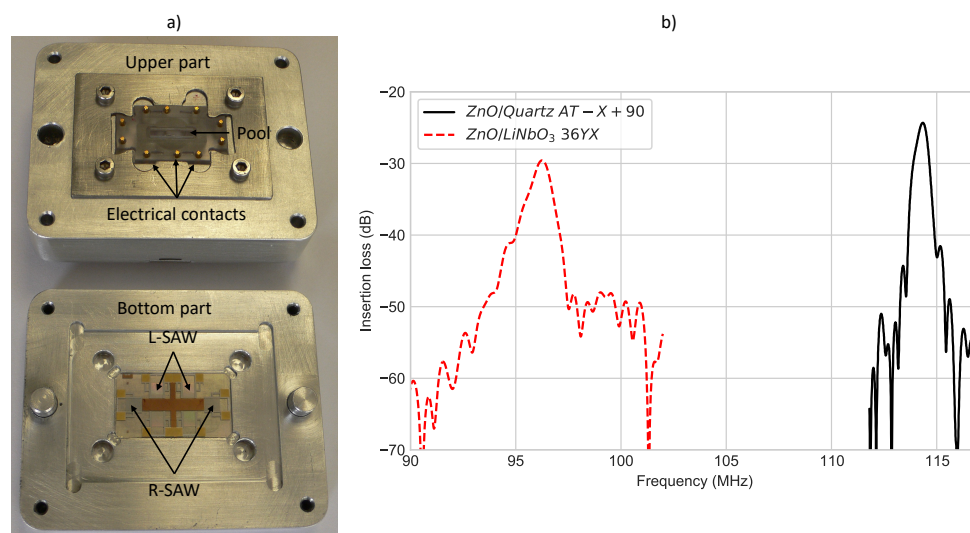 a)
Upper part
Pool
Electrical contacts
Bottom part
L-SAW
R-SAW
b)
ZnO/Quartz AT − X + 90
ZnO/LiNbO₃ 36YX
Insertion loss (dB)
−20
−30
−40
−50
−60
−70
90 95 100 105 110 115
Frequency (MHz)